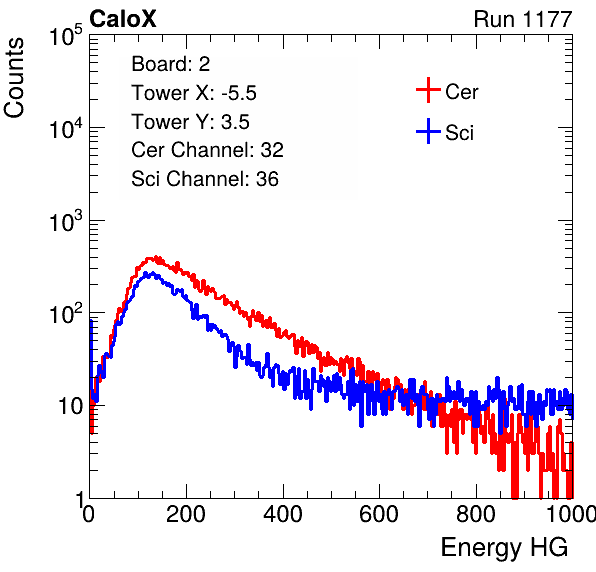 CaloX Run 1177
Counts
10^5
10^4
10^3
10^2
10
1
Board: 2
Tower X: -5.5
Tower Y: 3.5
Cer Channel: 32
Sci Channel: 36
Cer
Sci
0 200 400 600 800 1000
Energy HG